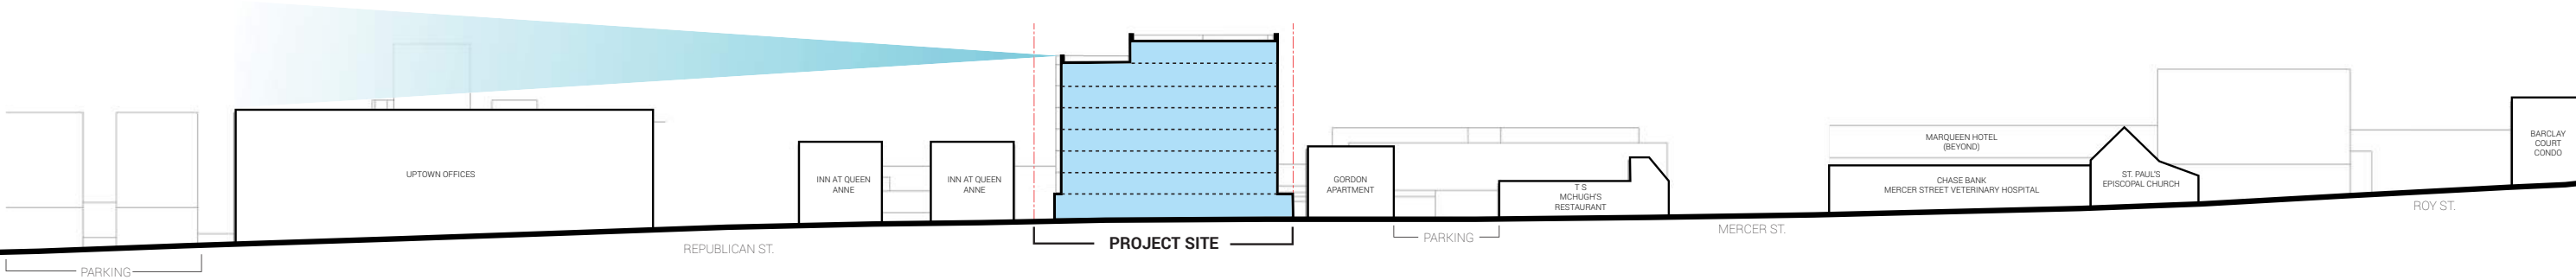 UPTOWN OFFICES
INN AT QUEEN
ANNE
INN AT QUEEN
ANNE
GORDON
APARTMENT
T S
MCHUGH'S
RESTAURANT
MARQUEEN HOTEL
(BEYOND)
CHASE BANK
MERCER STREET VETERINARY HOSPITAL
ST. PAUL'S
EPISCOPAL CHURCH
BARCLAY
COURT
CONDO
PARKING
REPUBLICAN ST.
PROJECT SITE
PARKING
MERCER ST.
ROY ST.